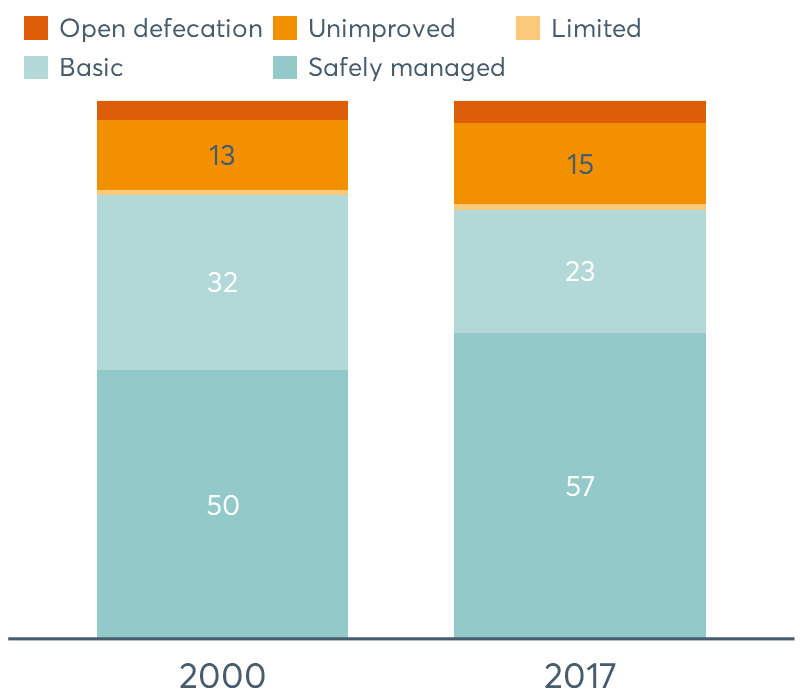 Open defecation Unimproved Limited
Basic Safely managed
13 15
32 23
50 57
2000 2017